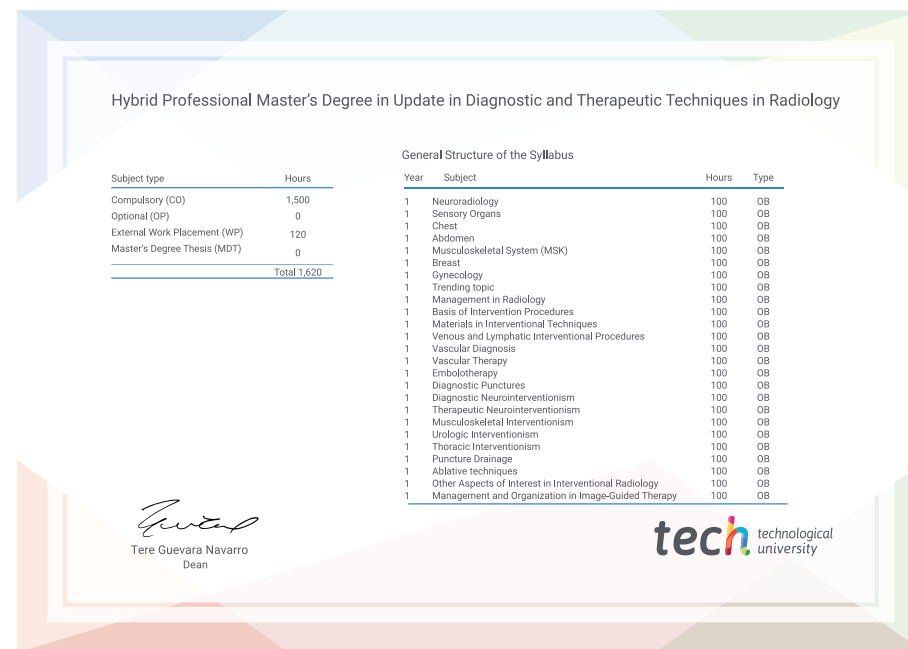 Hybrid Professional Master's Degree in Update in Diagnostic and Therapeutic Techniques in Radiology
Subject type Hours
Compulsory (CO) 1,500
Optional (OP) 0
External Work Placement (WP) 120
Master's Degree Thesis (MDT) 0
Total 1,620
General Structure of the Syllabus
Year Subject Hours Type
1 Neuroradiology 100 OB
1 Sensory Organs 100 OB
1 Chest 100 OB
1 Abdomen 100 OB
1 Musculoskeletal System (MSK) 100 OB
1 Breast 100 OB
1 Gynecology 100 OB
1 Trending topic 100 OB
1 Management in Radiology 100 OB
1 Basis of Intervention Procedures 100 OB
1 Materials in Interventional Techniques 100 OB
1 Venous and Lymphatic Interventional Procedures 100 OB
1 Vascular Diagnosis 100 OB
1 Vascular Therapy 100 OB
1 Embolotherapy 100 OB
1 Diagnostic Punctures 100 OB
1 Diagnostic Neurointerventionism 100 OB
1 Therapeutic Neurointerventionism 100 OB
1 Musculoskeletal Interventionism 100 OB
1 Urologic Interventionism 100 OB
1 Thoracic Interventionism 100 OB
1 Puncture Drainage 100 OB
1 Ablative techniques 100 OB
1 Other Aspects of Interest in Interventional Radiology 100 OB
1 Management and Organization in Image-Guided Therapy 100 OB
Tere Guevara Navarro
Dean
tech technological
university